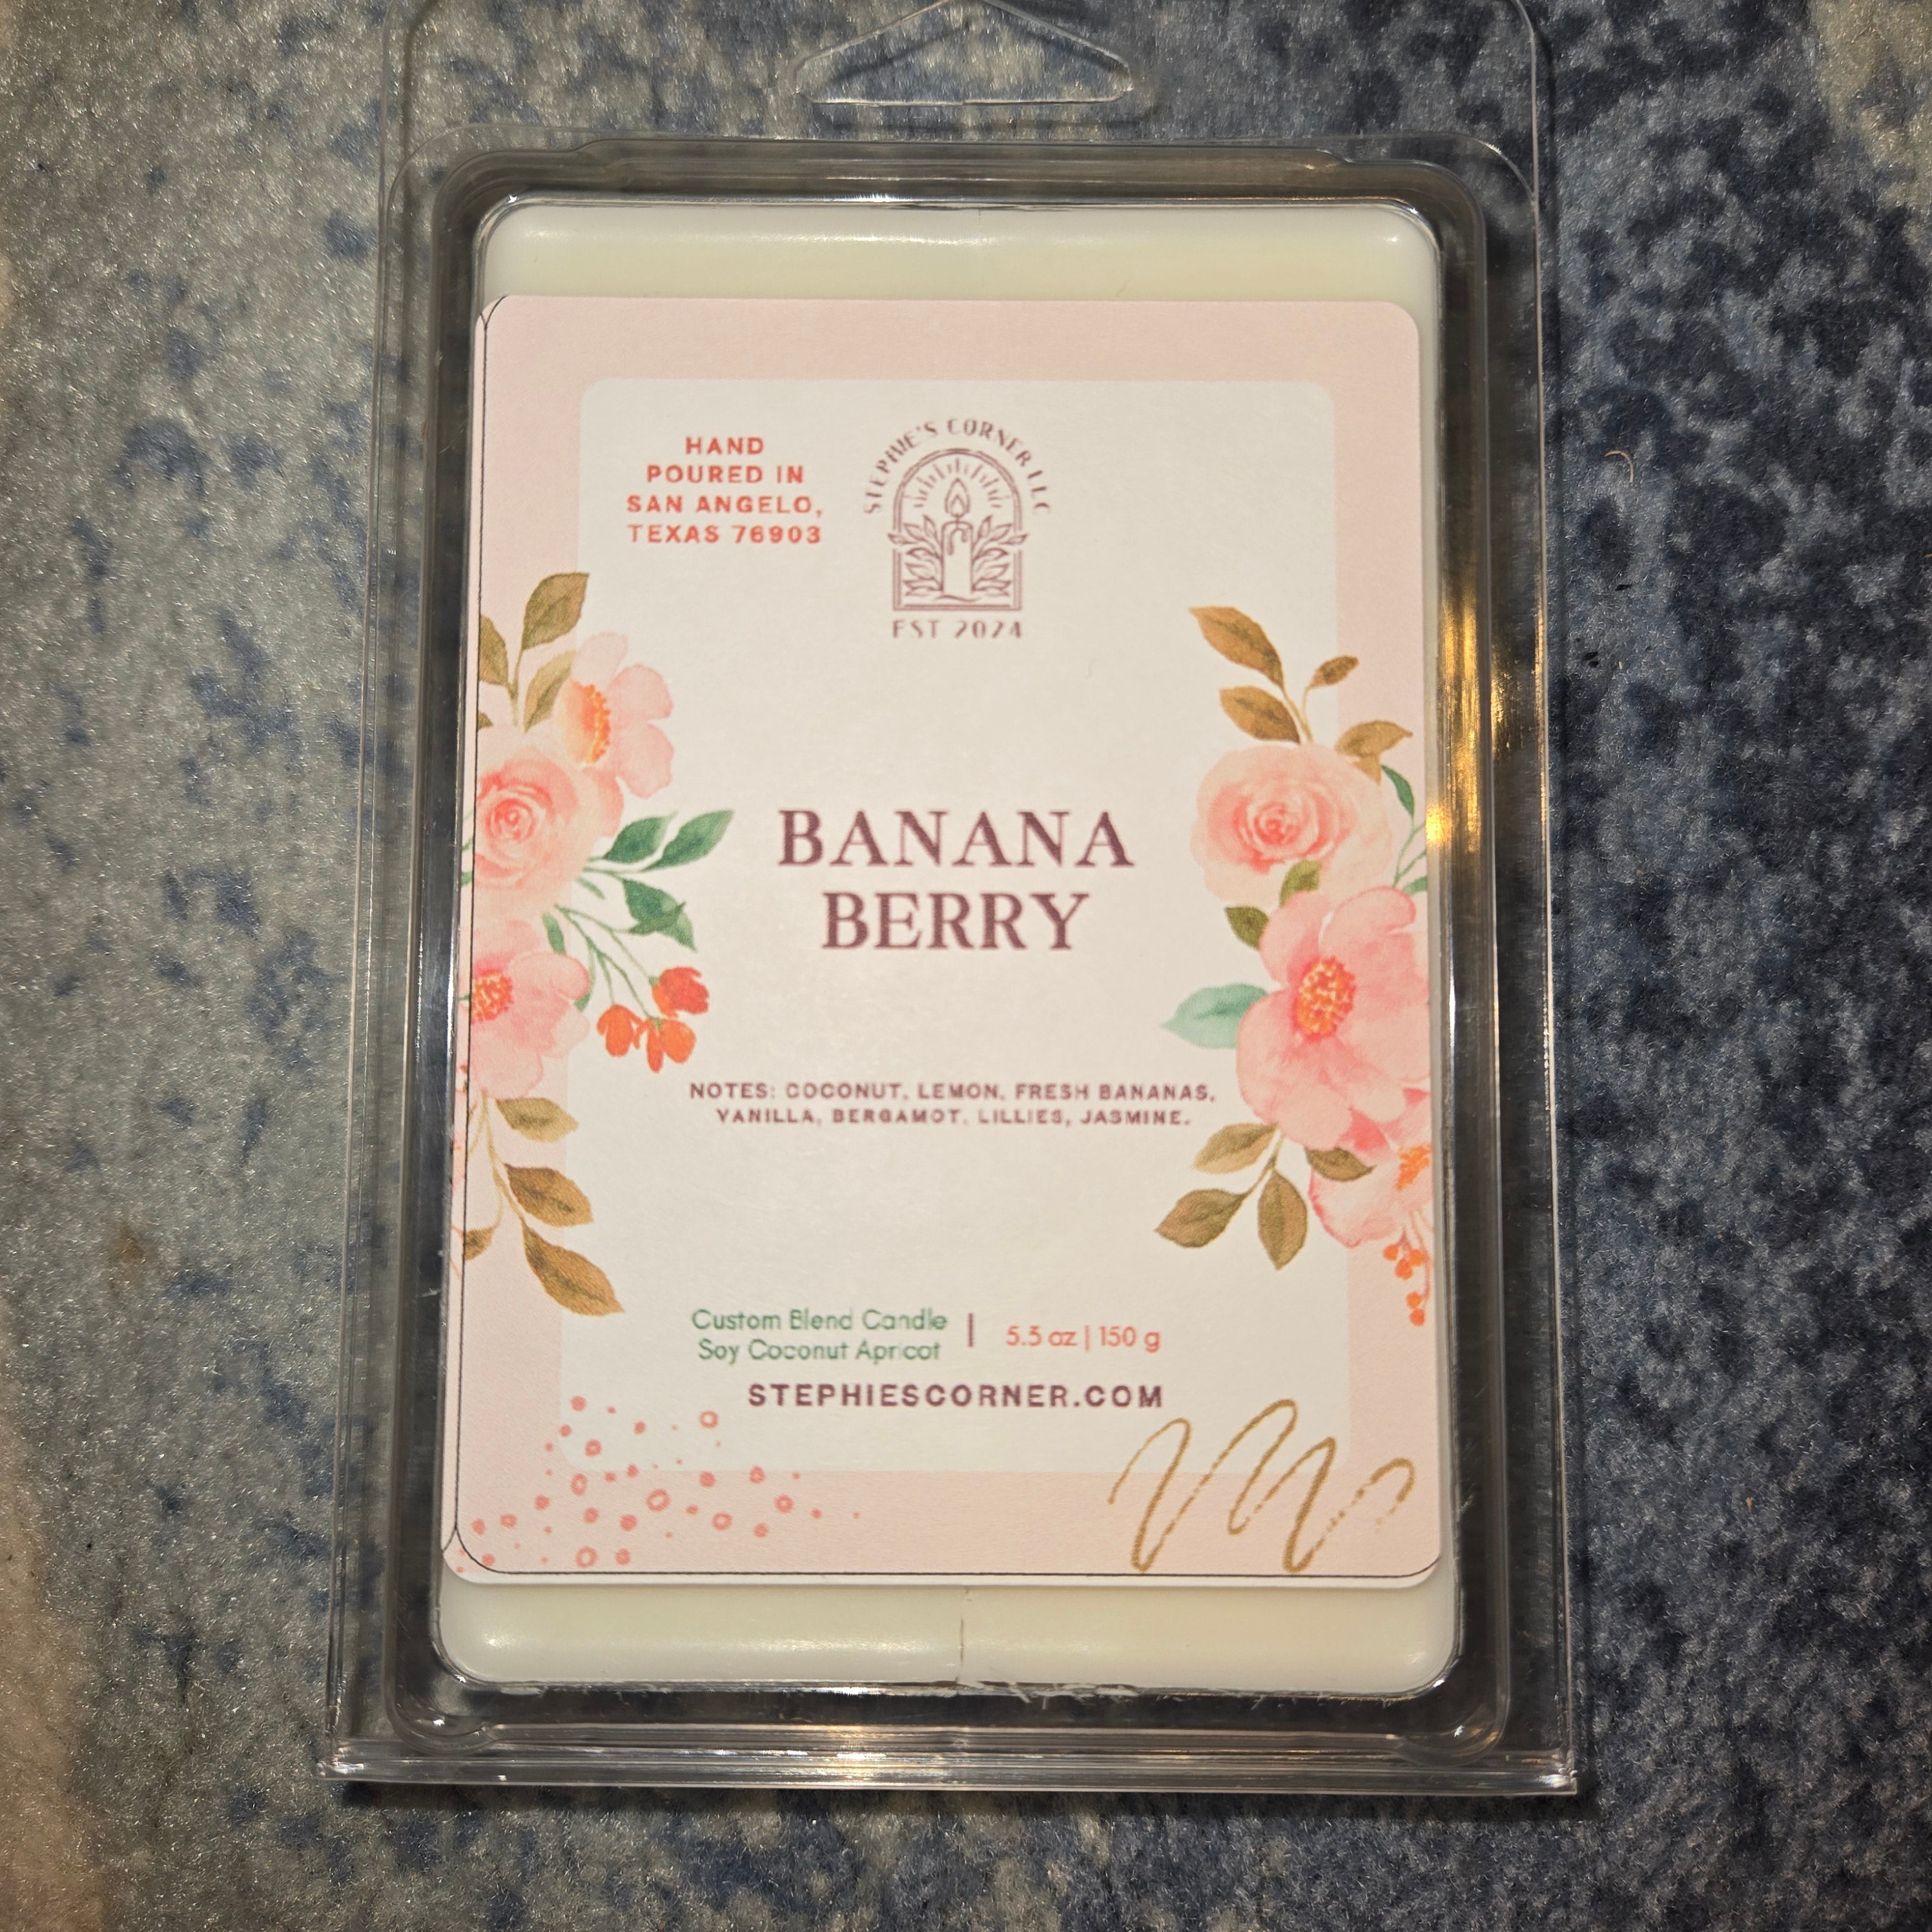 HAND
POURED IN
SAN ANGELO,
TEXAS 76903
STEPHIE'S CORNER LLC
EST 2024
BANANA
BERRY
NOTES: COCONUT, LEMON, FRESH BANANAS,
VANILLA, BERGAMOT, LILLIES, JASMINE.
Custom Blend Candle
Soy Coconut Apricot
5.3 oz | 150 g
STEPHIESCORNER.COM